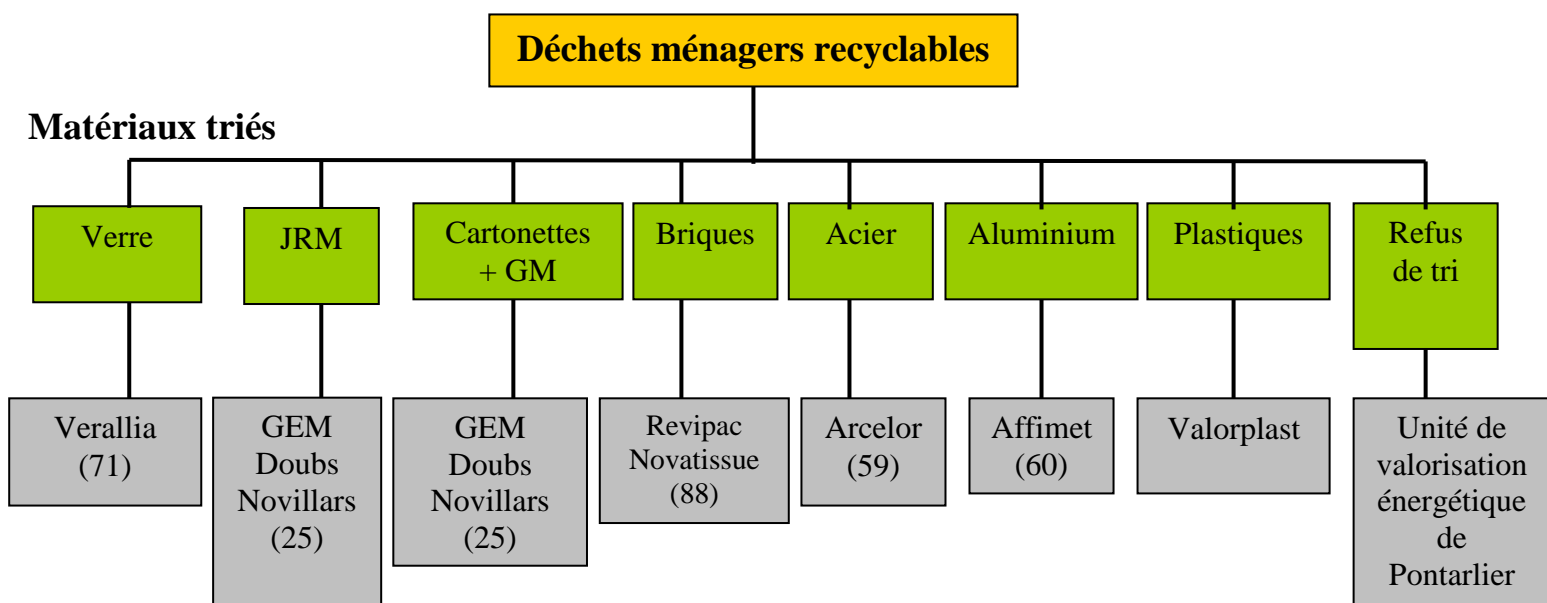 Déchets ménagers recyclables
Matériaux triés
Verre
JRM
Cartonettes
+ GM
Briques
Acier
Aluminium
Plastiques
Refus
de tri
Verallia
(71)
GEM
Doubs
Novillars
(25)
GEM
Doubs
Novillars
(25)
Revipac
Novatissue
(88)
Arcelor
(59)
Affimet
(60)
Valorplast
Unité de
valorisation
énergétique
de
Pontarlier